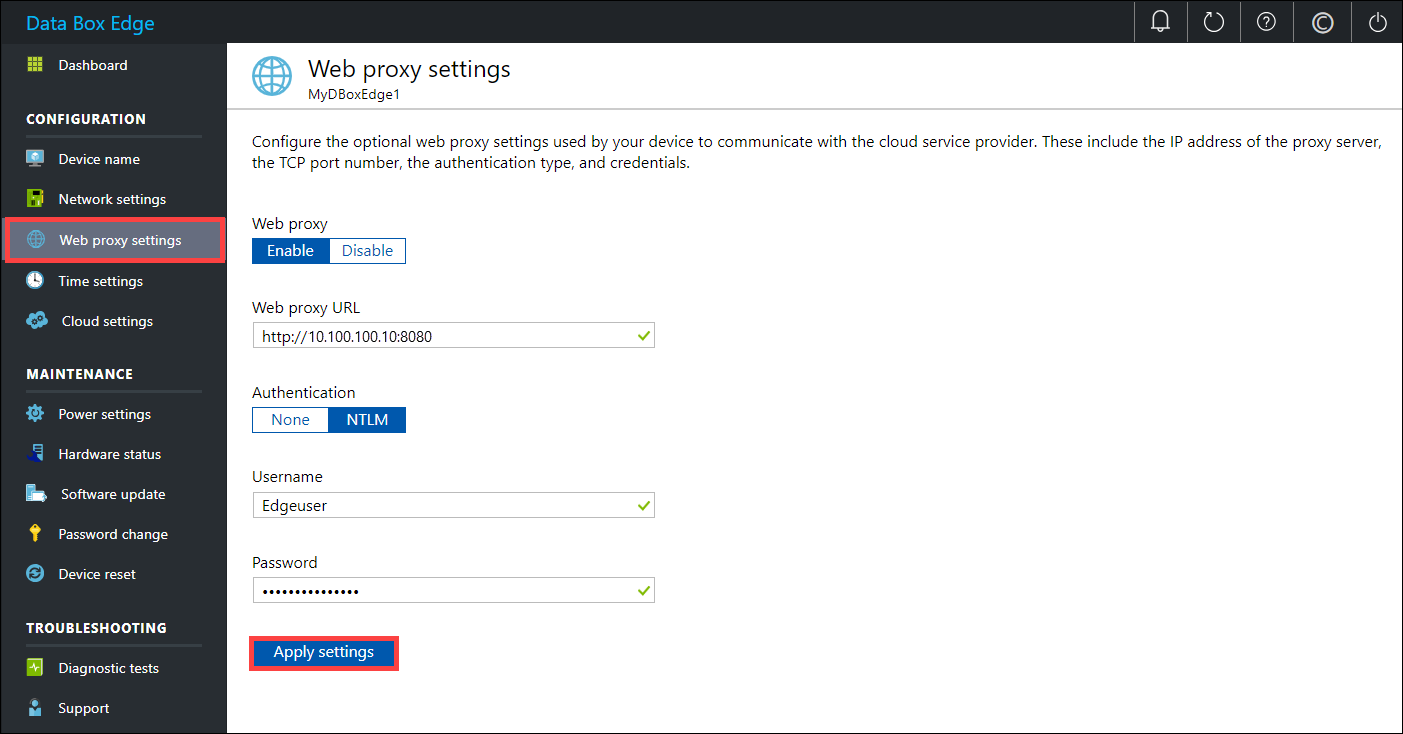 Data Box Edge
Dashboard
CONFIGURATION
Device name
Network settings
Web proxy settings
Time settings
Cloud settings
MAINTENANCE
Power settings
Hardware status
Software update
Password change
Device reset
TROUBLESHOOTING
Diagnostic tests
Support
Web proxy settings
MyDBoxEdge1
Configure the optional web proxy settings used by your device to communicate with the cloud service provider. These include the IP address of the proxy server,
the TCP port number, the authentication type, and credentials.
Web proxy
Enable Disable
Web proxy URL
http://10.100.100.10:8080
Authentication
None NTLM
Username
Edgeuser
Password
•••••••••••••••
Apply settings